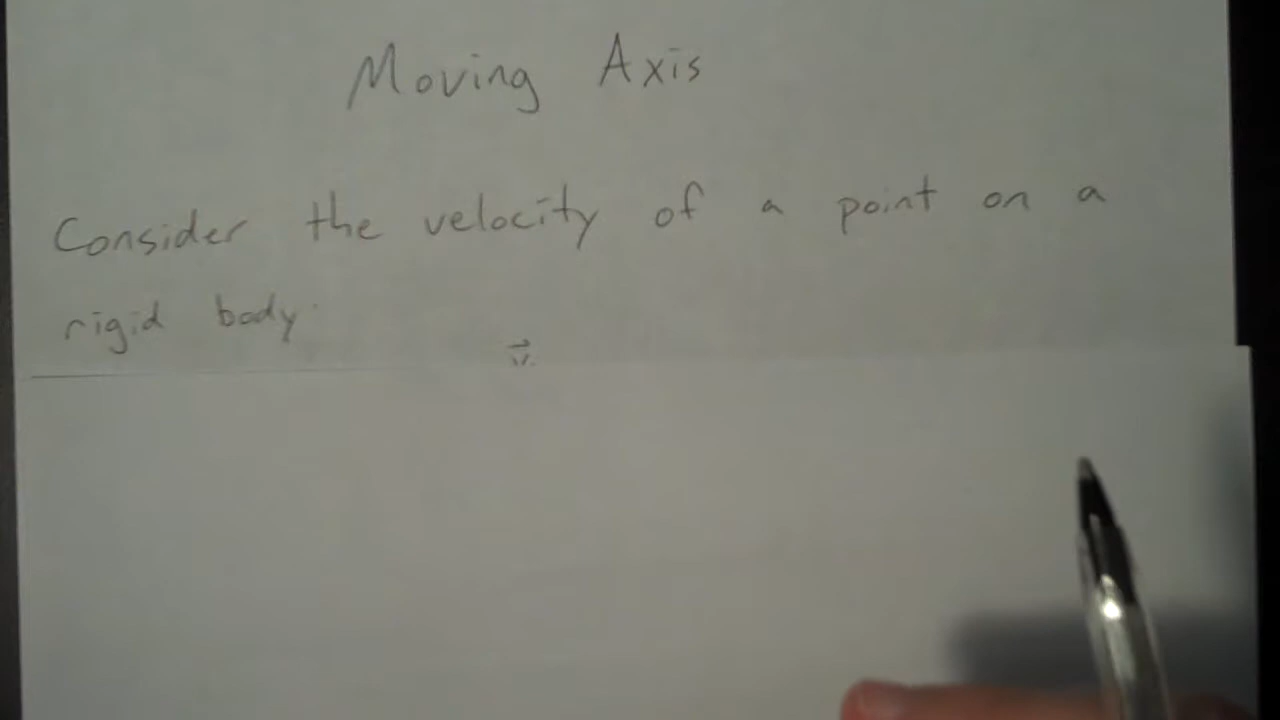 Moving Axis
Consider the velocity of a point on a
rigid body.